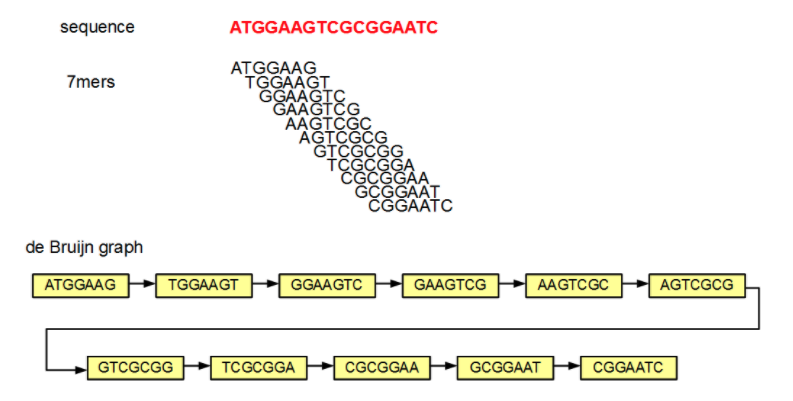 sequence ATGGAAGTCGCGGAATC
ATGGAAG
7mers TGGAAGT
GGAAGTC
GAAGTCG
AAGTCGC
AGTCGCG
GTCGCGG
TCGCGGA
CGCGGAA
GCGGAAT
CGGAATC
de Bruijn graph
ATGGAAG TGGAAGT GGAAGTC GAAGTCG AAGTCGC AGTCGCG
GTCGCGG TCGCGGA CGCGGAA GCGGAAT CGGAATC